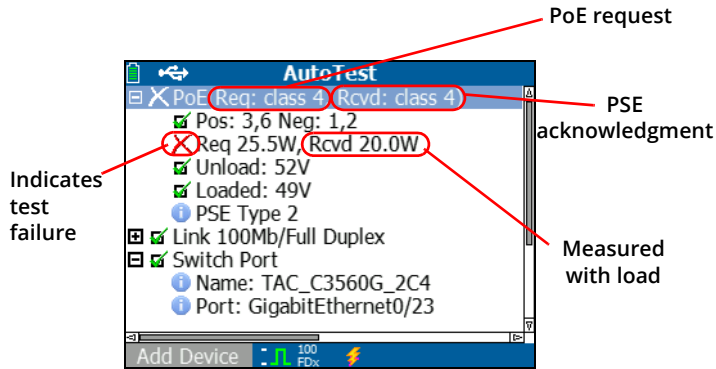 PoE request
AutoTest
PoE Req: class 4 Rcvd: class 4
PSE
acknowledgment
Pos: 3,6 Neg: 1,2
Req 25.5W, Rcvd 20.0W
Unload: 52V
Indicates
test
failure
Loaded: 49V
PSE Type 2
Link 100Mb/Full Duplex
Measured
with load
Switch Port
Name: TAC_C3560G_2C4
Port: GigabitEthernet0/23
Add Device
100
FDx